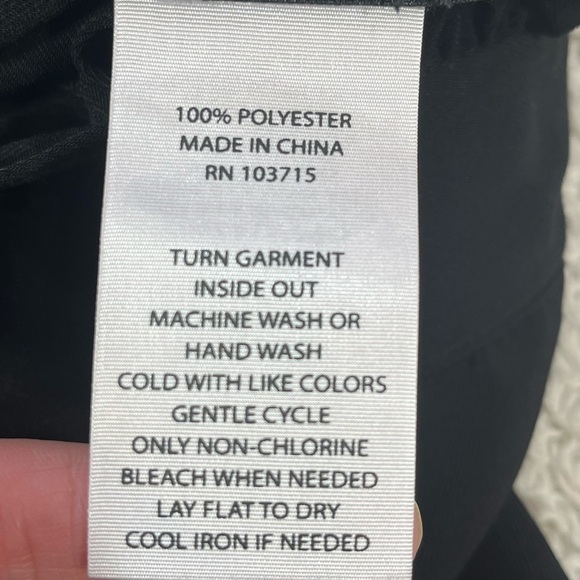 100% POLYESTER
MADE IN CHINA
RN 103715
TURN GARMENT
INSIDE OUT
MACHINE WASH OR
HAND WASH
COLD WITH LIKE COLORS
GENTLE CYCLE
ONLY NON-CHLORINE
BLEACH WHEN NEEDED
LAY FLAT TO DRY
COOL IRON IF NEEDED